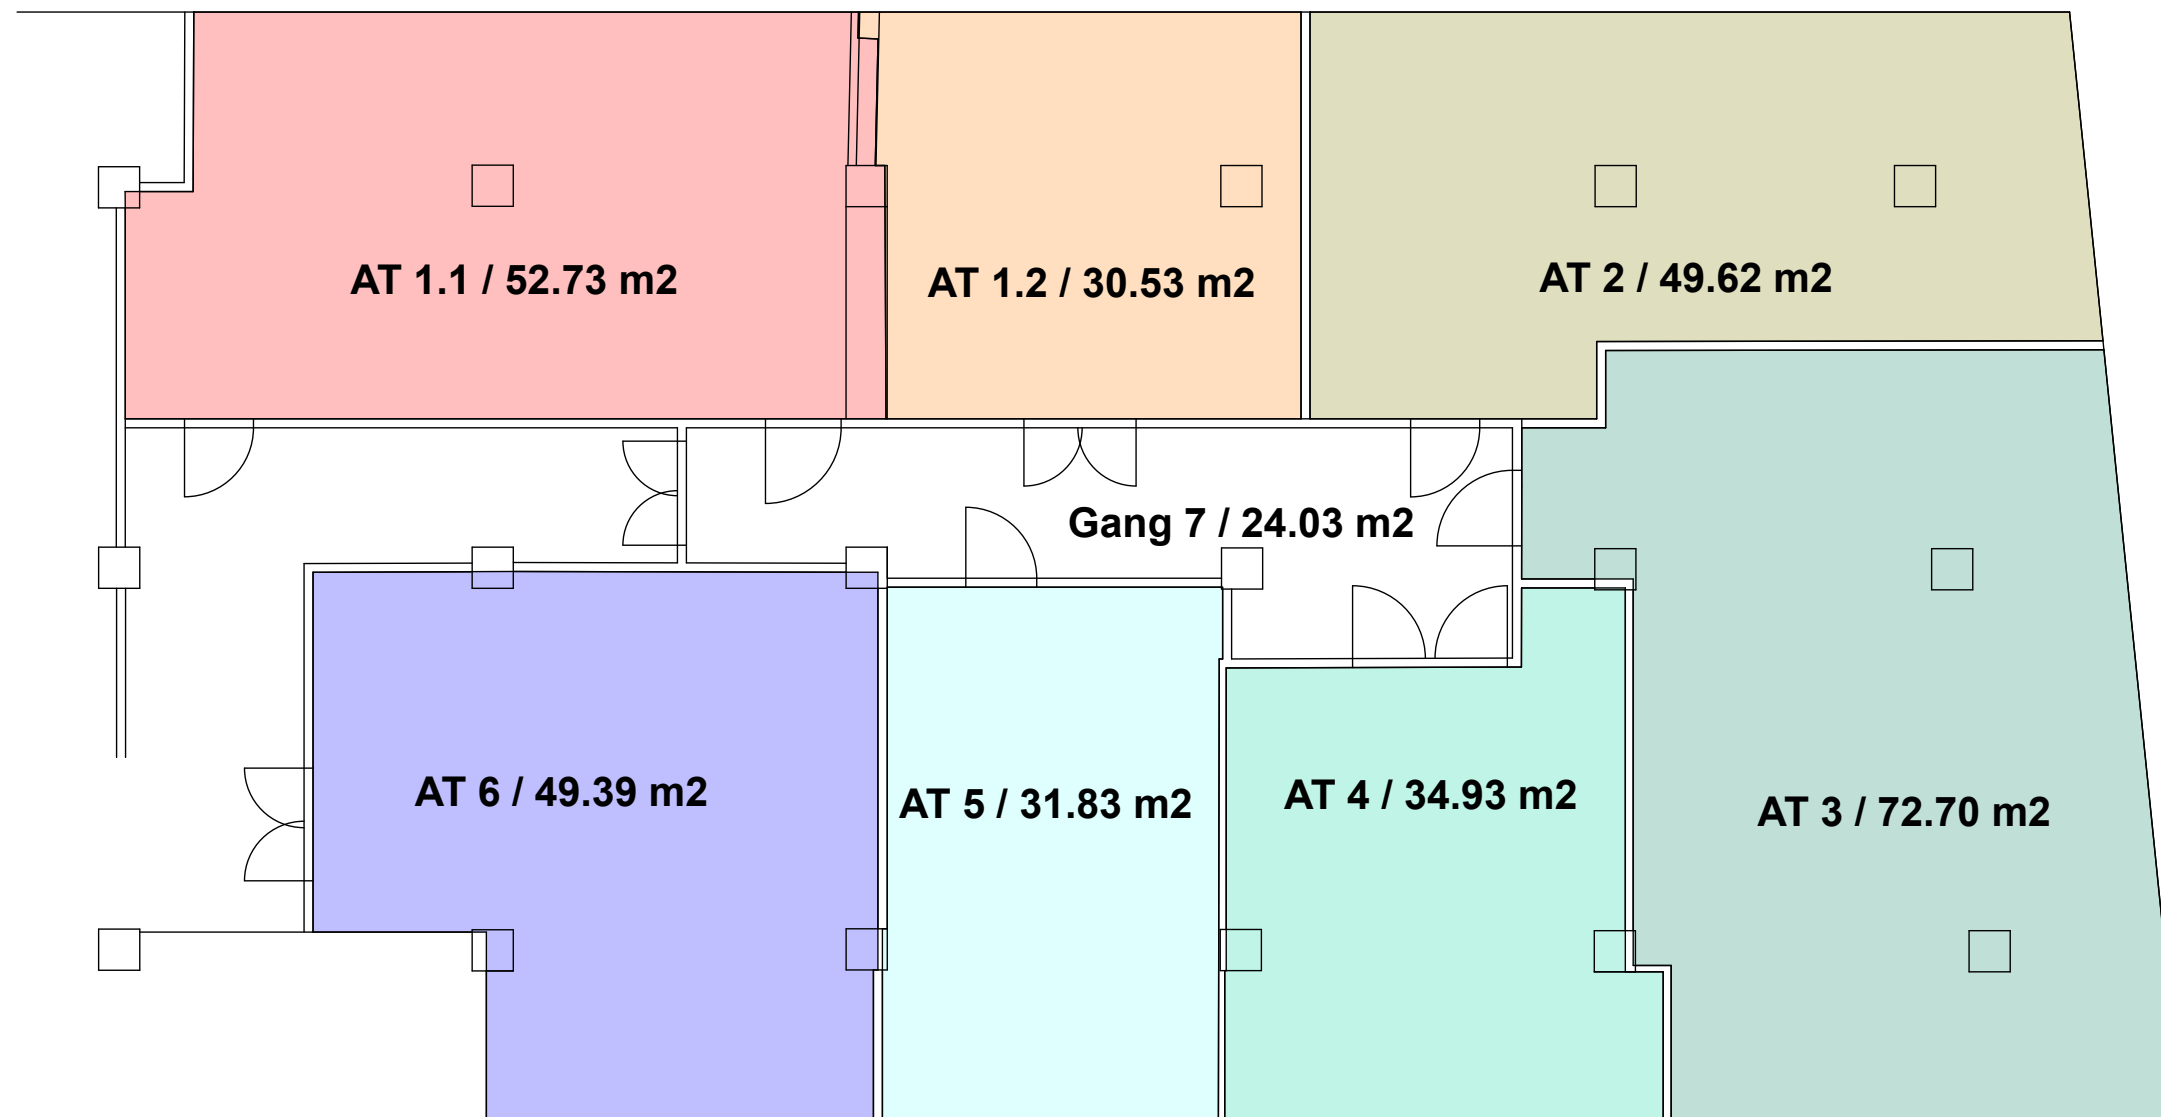 AT 1.1 / 52.73 m2
AT 1.2 / 30.53 m2
AT 2 / 49.62 m2
Gang 7 / 24.03 m2
AT 6 / 49.39 m2
AT 5 / 31.83 m2
AT 4 / 34.93 m2
AT 3 / 72.70 m2